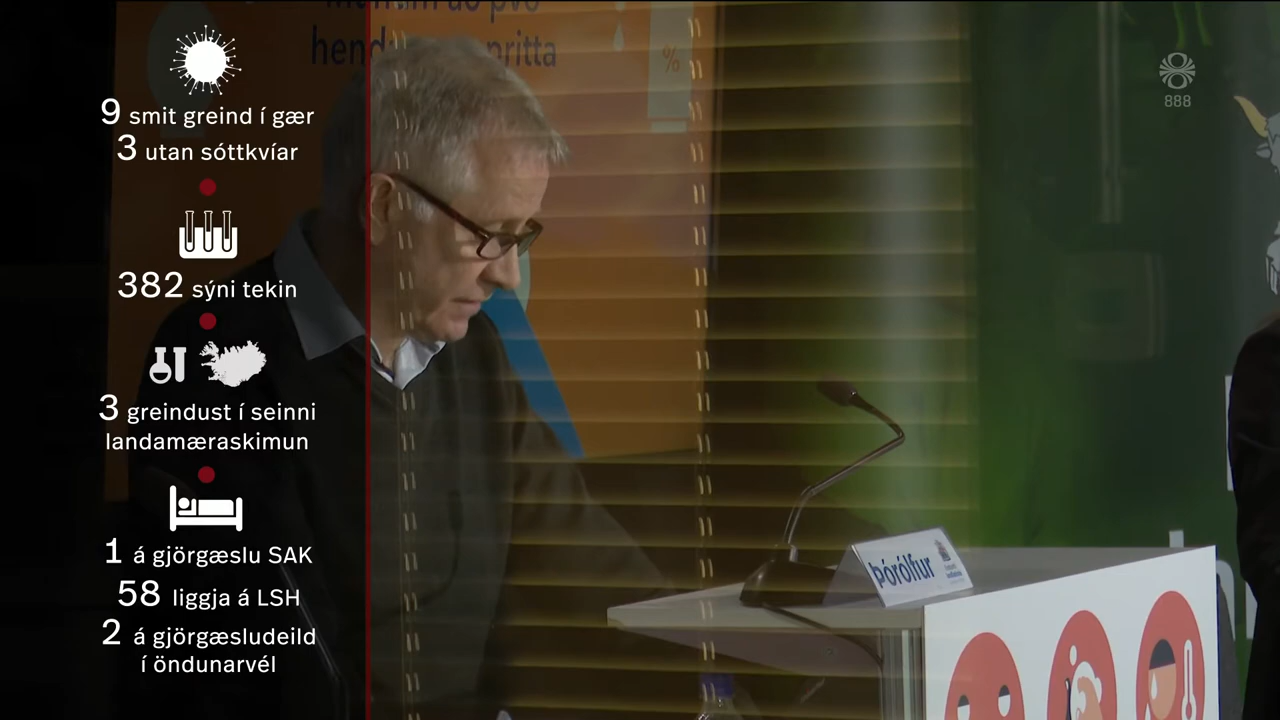 9 smit greind í gær
3 utan sóttkvíar
382 sýni tekin
3 greindust í seinni
landamæraskimun
1 á gjörgæslu SAK
58 liggja á LSH
2 á gjörgæsludeild
í öndunarvél
%
888
Þórólfur